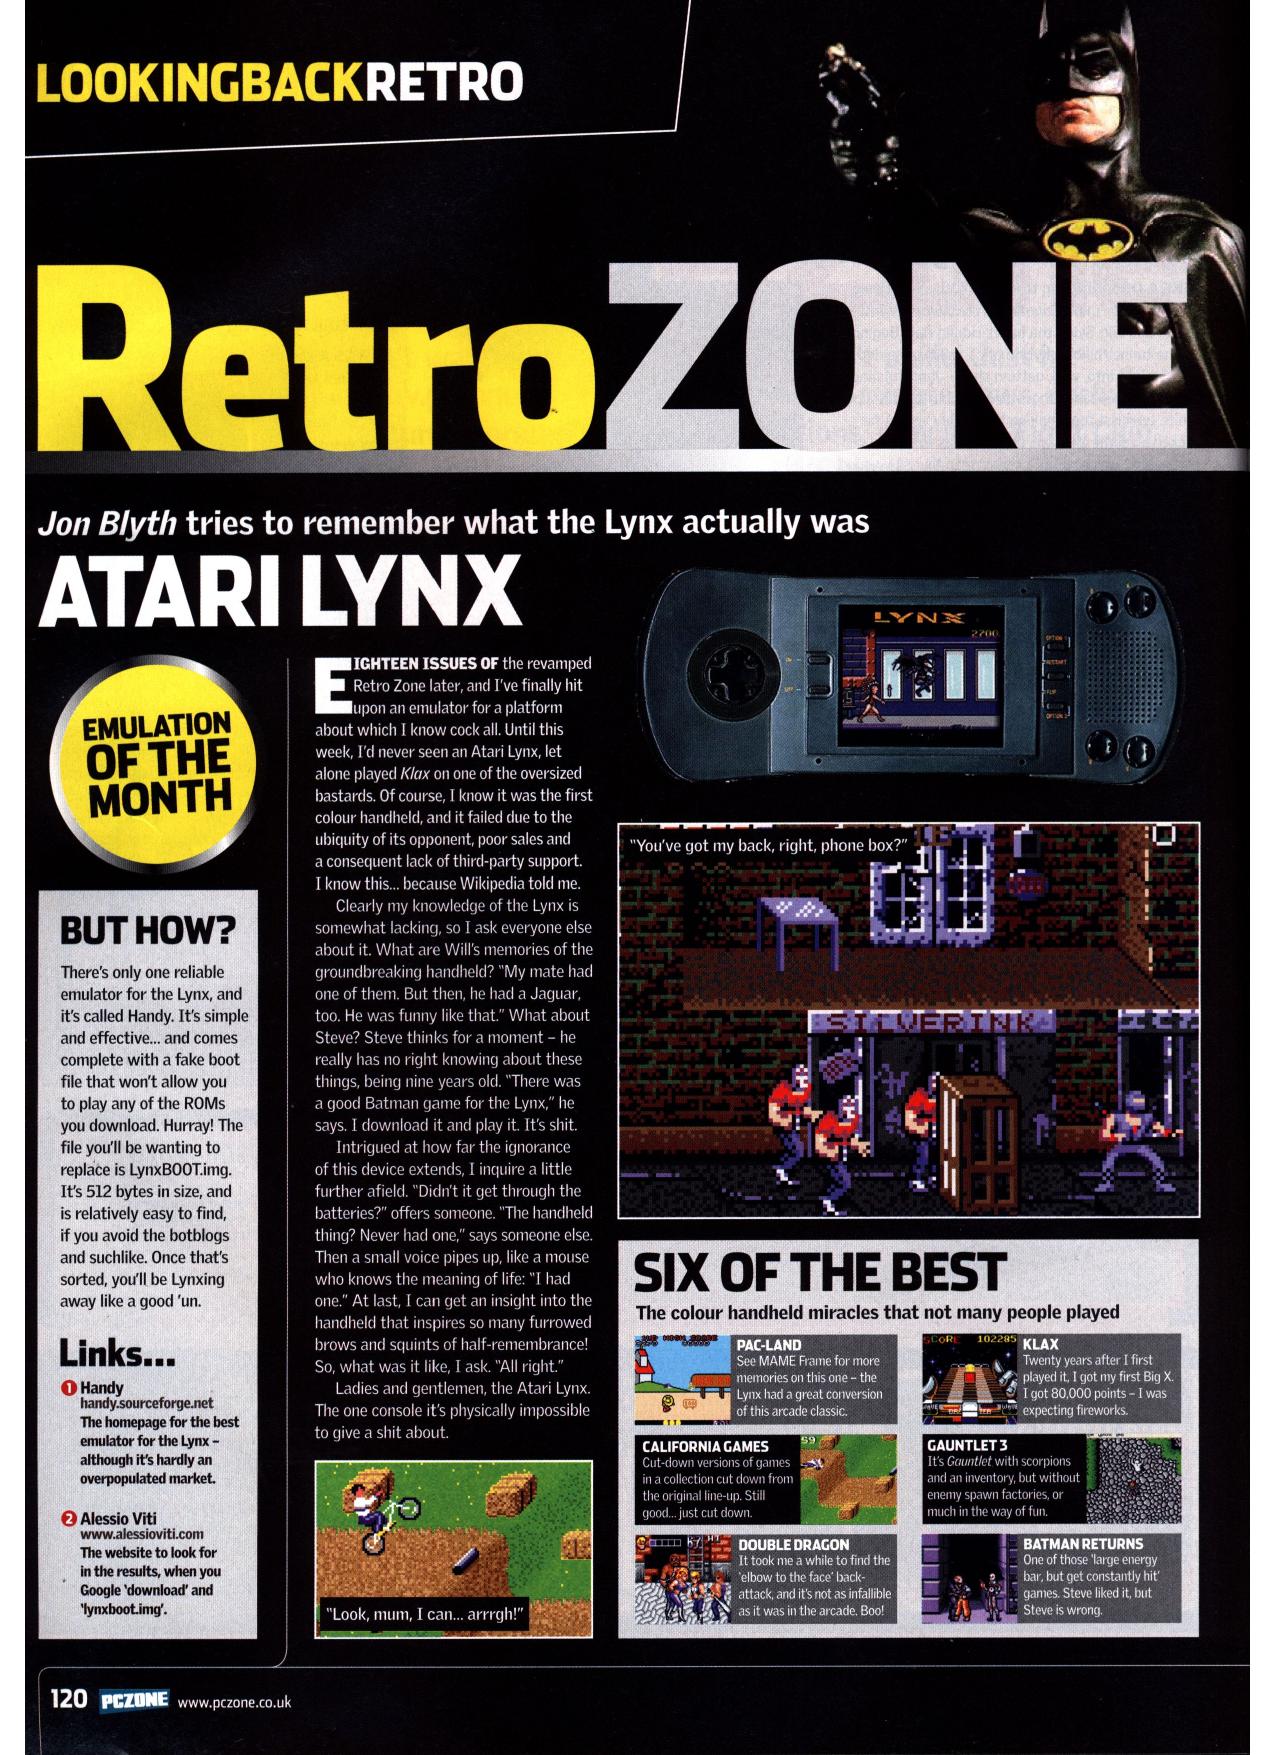 LOOKINGBACKRETRO
RetroZONE
Jon Blyth tries to remember what the Lynx actually was
ATARI LYNX
EMULATION
OF THE
MONTH
BUT HOW?
There's only one reliable
emulator for the Lynx, and
it's called Handy. It's simple
and effective... and comes
complete with a fake boot
file that won't allow you
to play any of the ROMs
you download. Hurray! The
file you'll be wanting to
replace is LynxBOOT.img.
It's 512 bytes in size, and
is relatively easy to find,
if you avoid the botblogs
and suchlike. Once that's
sorted, you'll be Lynxing
away like a good 'un.
Links...
1 Handy
handy.sourceforge.net
The homepage for the best
emulator for the Lynx –
although it's hardly an
overpopulated market.
2 Alessio Viti
www.alessioviti.com
The website to look for
in the results, when you
Google 'download' and
'lynxboot.img'.
EIGHTEEN ISSUES OF the revamped
Retro Zone later, and I've finally hit
upon an emulator for a platform
about which I know cock all. Until this
week, I'd never seen an Atari Lynx, let
alone played Klax on one of the oversized
bastards. Of course, I know it was the first
colour handheld, and it failed due to the
ubiquity of its opponent, poor sales and
a consequent lack of third-party support.
I know this... because Wikipedia told me.
Clearly my knowledge of the Lynx is
somewhat lacking, so I ask everyone else
about it. What are Will's memories of the
groundbreaking handheld? "My mate had
one of them. But then, he had a Jaguar,
too. He was funny like that." What about
Steve? Steve thinks for a moment – he
really has no right knowing about these
things, being nine years old. "There was
a good Batman game for the Lynx," he
says. I download it and play it. It's shit.
Intrigued at how far the ignorance
of this device extends, I inquire a little
further afield. "Didn't it get through the
batteries?" offers someone. "The handheld
thing? Never had one," says someone else.
Then a small voice pipes up, like a mouse
who knows the meaning of life: "I had
one." At last, I can get an insight into the
handheld that inspires so many furrowed
brows and squints of half-remembrance!
So, what was it like, I ask. "All right."
Ladies and gentlemen, the Atari Lynx.
The one console it's physically impossible
to give a shit about.
"Look, mum, I can... arrrgh!"
LYNX
2700
ON
OFF
OPTION 1
RESTART
FLIP
OPTION 2
"You've got my back, right, phone box?"
SILVERINK
SIX OF THE BEST
The colour handheld miracles that not many people played
PAC-LAND
See MAME Frame for more
memories on this one – the
Lynx had a great conversion
of this arcade classic.
SCORE 102285
KLAX
Twenty years after I first
played it, I got my first Big X.
I got 80,000 points – I was
expecting fireworks.
CALIFORNIA GAMES
Cut-down versions of games
in a collection cut down from
the original line-up. Still
good... just cut down.
59
GAUNTLET 3
It's Gauntlet with scorpions
and an inventory, but without
enemy spawn factories, or
much in the way of fun.
DOUBLE DRAGON
It took me a while to find the
'elbow to the face' back-
attack, and it's not as infallible
as it was in the arcade. Boo!
BATMAN RETURNS
One of those 'large energy
bar, but get constantly hit'
games. Steve liked it, but
Steve is wrong.
120 PCZONE www.pczone.co.uk